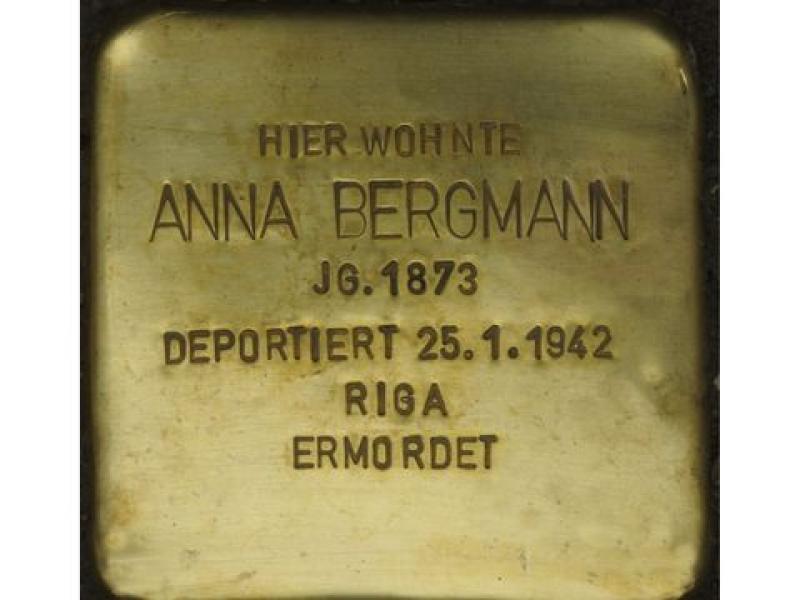 HIER WOHNTE
ANNA BERGMANN
JG. 1873
DEPORTIERT 25.1.1942
RIGA
ERMORDET